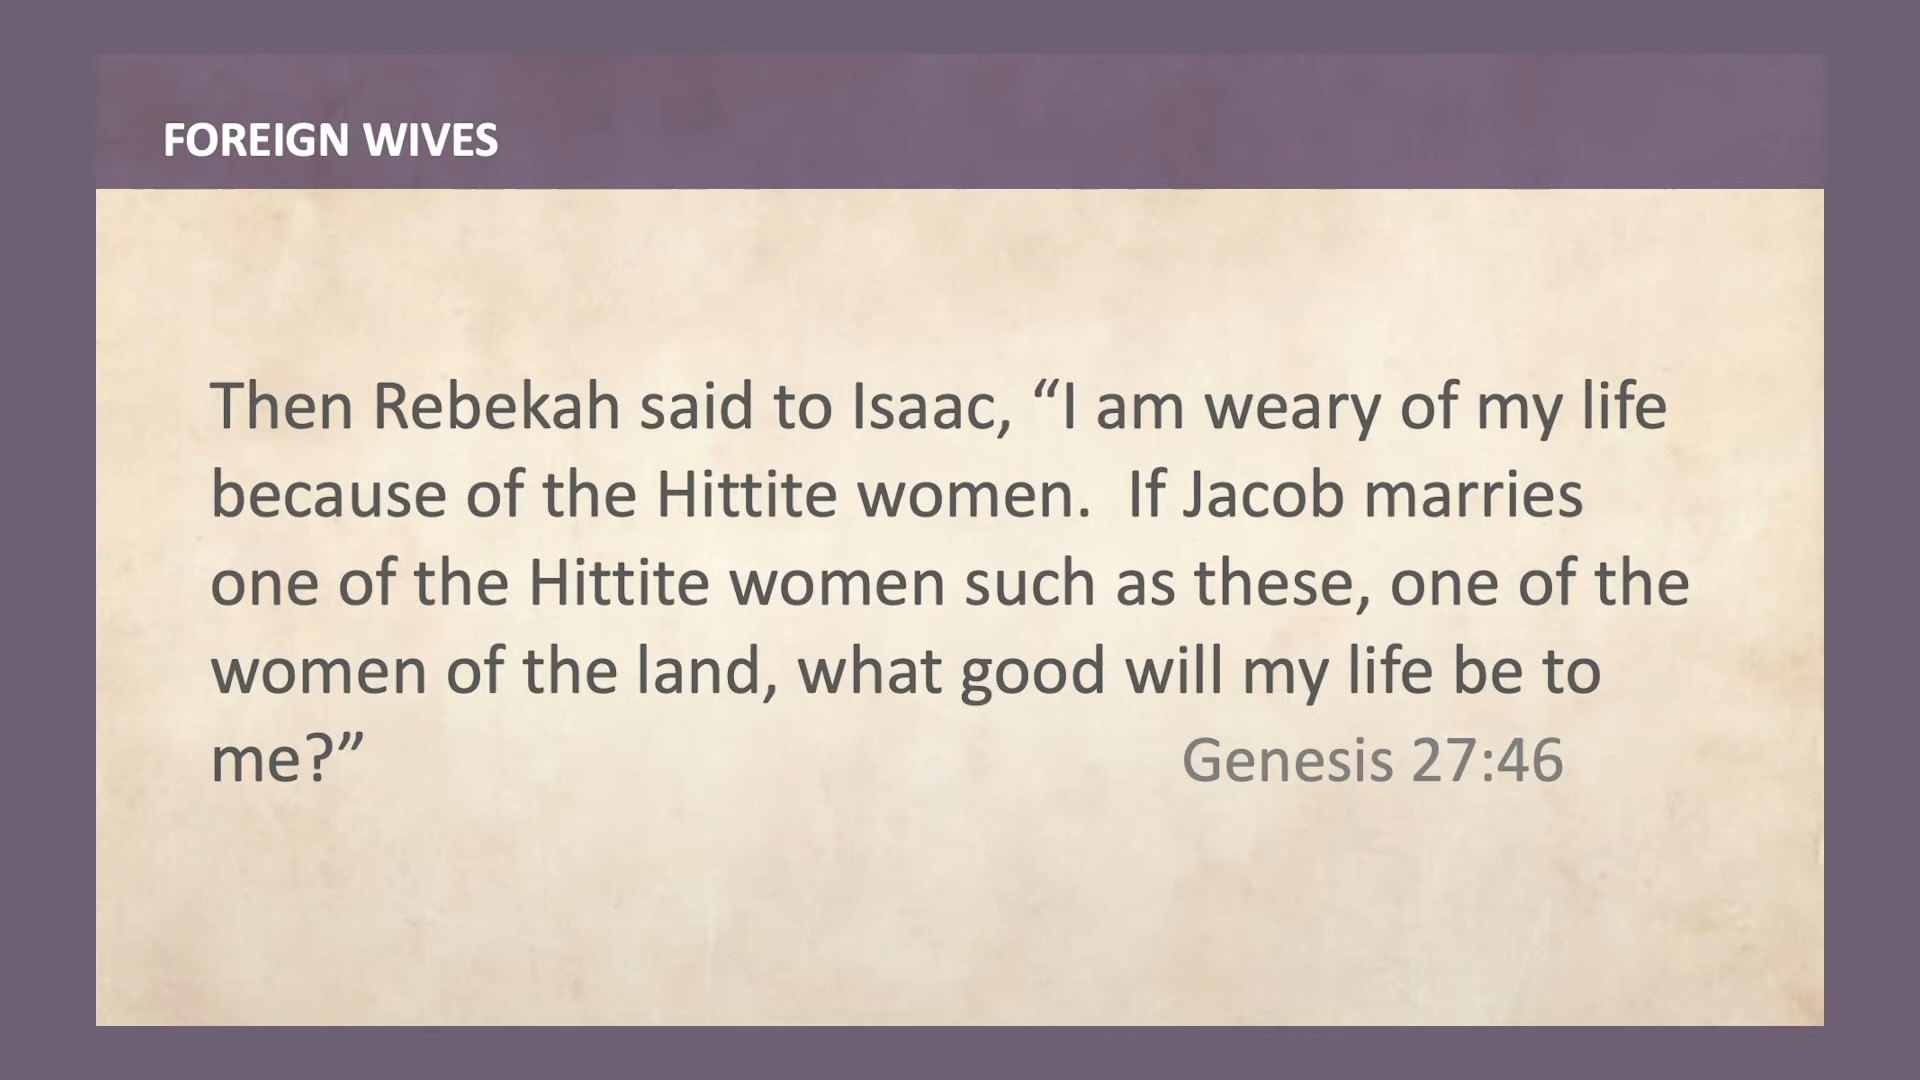 FOREIGN WIVES
Then Rebekah said to Isaac, “I am weary of my life
because of the Hittite women.  If Jacob marries
one of the Hittite women such as these, one of the
women of the land, what good will my life be to
me?” Genesis 27:46